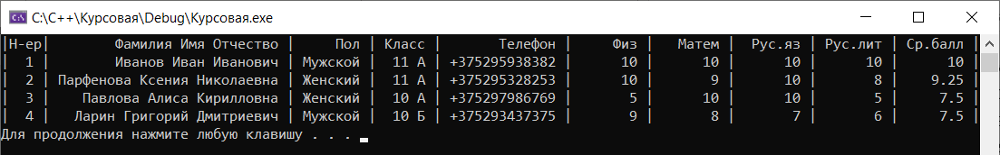 C:\C++\Курсовая\Debug\Курсовая.exe
|Н-ер| Фамилия Имя Отчество | Пол | Класс | Телефон | Физ | Матем | Рус.яз | Рус.лит | Ср.балл |
| 1 | Иванов Иван Иванович | Мужской | 11 А | +375295938382 | 10 | 10 | 10 | 10 | 10 |
| 2 | Парфенова Ксения Николаевна | Женский | 11 А | +375295328253 | 10 | 9 | 10 | 8 | 9.25 |
| 3 | Павлова Алиса Кирилловна | Женский | 10 А | +375297986769 | 5 | 10 | 10 | 5 | 7.5 |
| 4 | Ларин Григорий Дмитриевич | Мужской | 10 Б | +375293437375 | 9 | 8 | 7 | 6 | 7.5 |
Для продолжения нажмите любую клавишу . . .